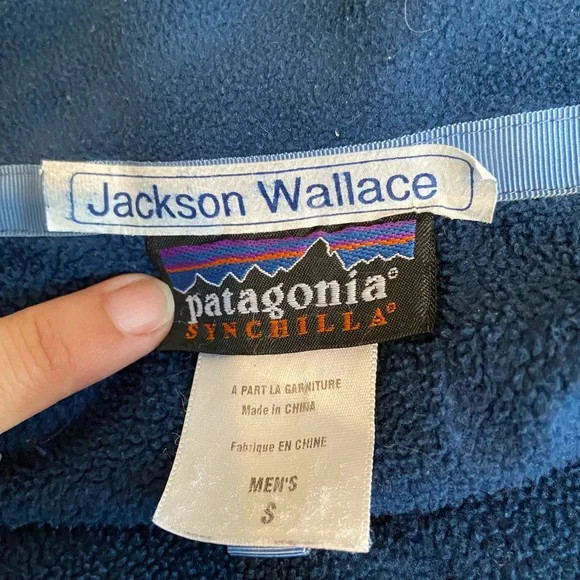 Jackson Wallace
patagonia®
SYNCHILLA®
A PART LA GARNITURE
Made in CHINA
Fabriqué EN CHINE
MEN'S
S